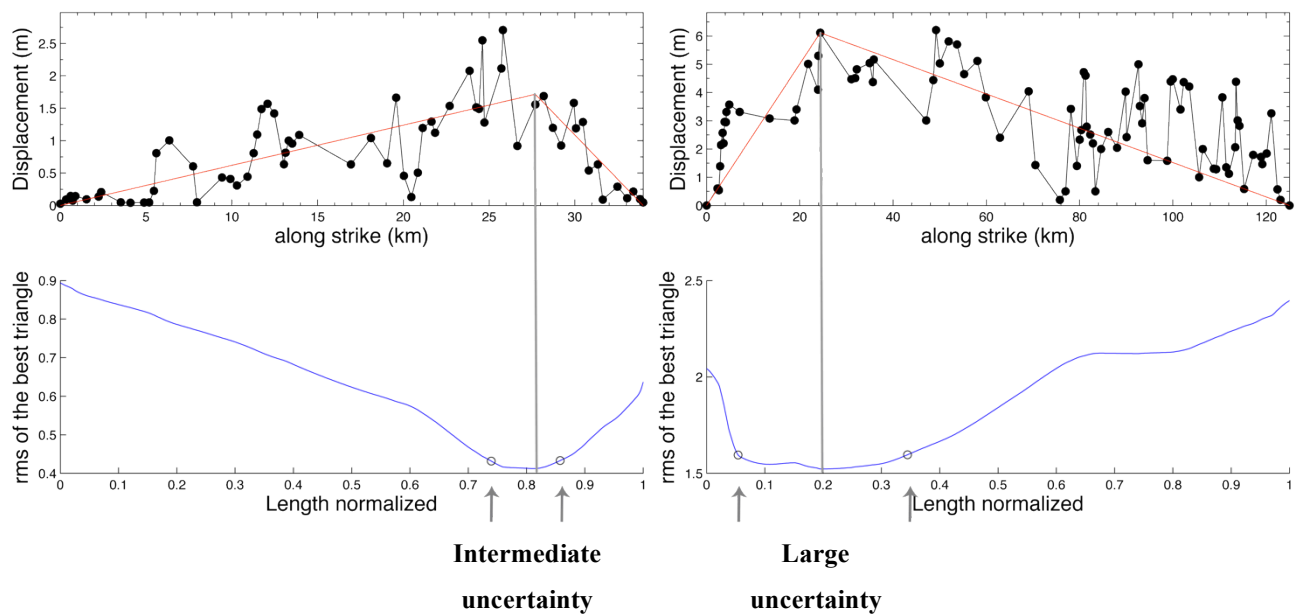 Displacement (m)
2.5
2
1.5
1
0.5
0
0 5 10 15 20 25 30
along strike (km)
Displacement (m)
6
5
4
3
2
1
0
0 20 40 60 80 100 120
along strike (km)
rms of the best triangle
0.9
0.8
0.7
0.6
0.5
0.4
0 0.1 0.2 0.3 0.4 0.5 0.6 0.7 0.8 0.9 1
Length normalized
rms of the best triangle
2.5
2
1.5
0 0.1 0.2 0.3 0.4 0.5 0.6 0.7 0.8 0.9 1
Length normalized
Intermediate
uncertainty
Large
uncertainty